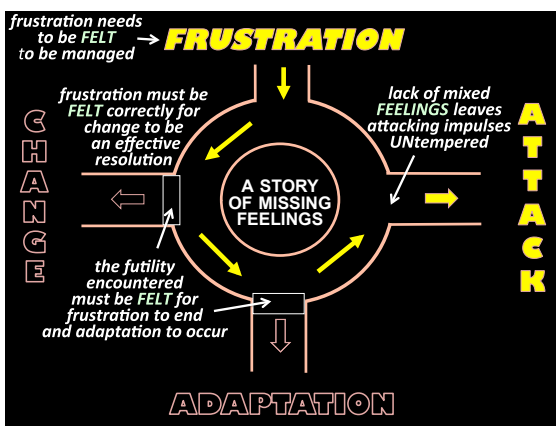 frustration needs
to be FELT
to be managed
FRUSTRATION
frustration must be
FELT correctly for
change to be
an effective
resolution
lack of mixed
FEELINGS leaves
attacking impulses
UNtempered
CHANGE
A STORY
OF MISSING
FEELINGS
ATTACK
the futility
encountered
must be FELT for
frustration to end
and adaptation to occur
ADAPTATION